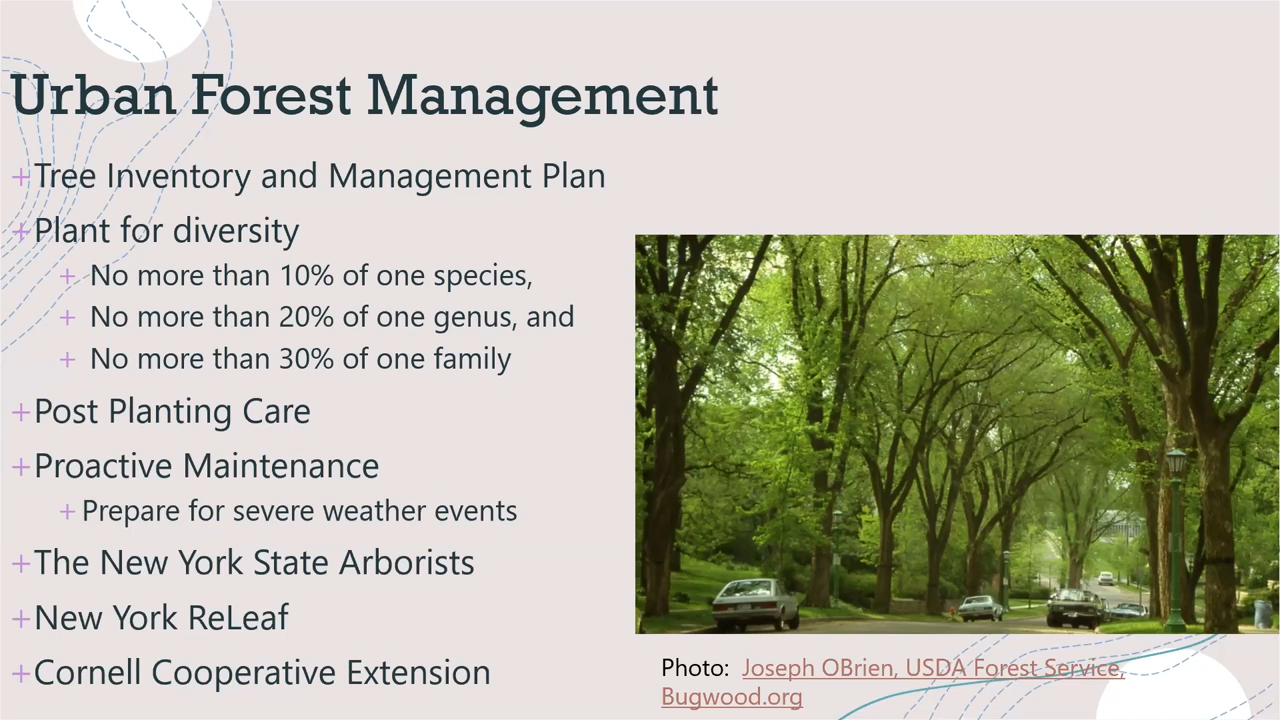 Urban Forest Management
+Tree Inventory and Management Plan
+Plant for diversity
+ No more than 10% of one species,
+ No more than 20% of one genus, and
+ No more than 30% of one family
+Post Planting Care
+Proactive Maintenance
+Prepare for severe weather events
+The New York State Arborists
+New York ReLeaf
+Cornell Cooperative Extension
Photo: Joseph OBrien, USDA Forest Service,
Bugwood.org